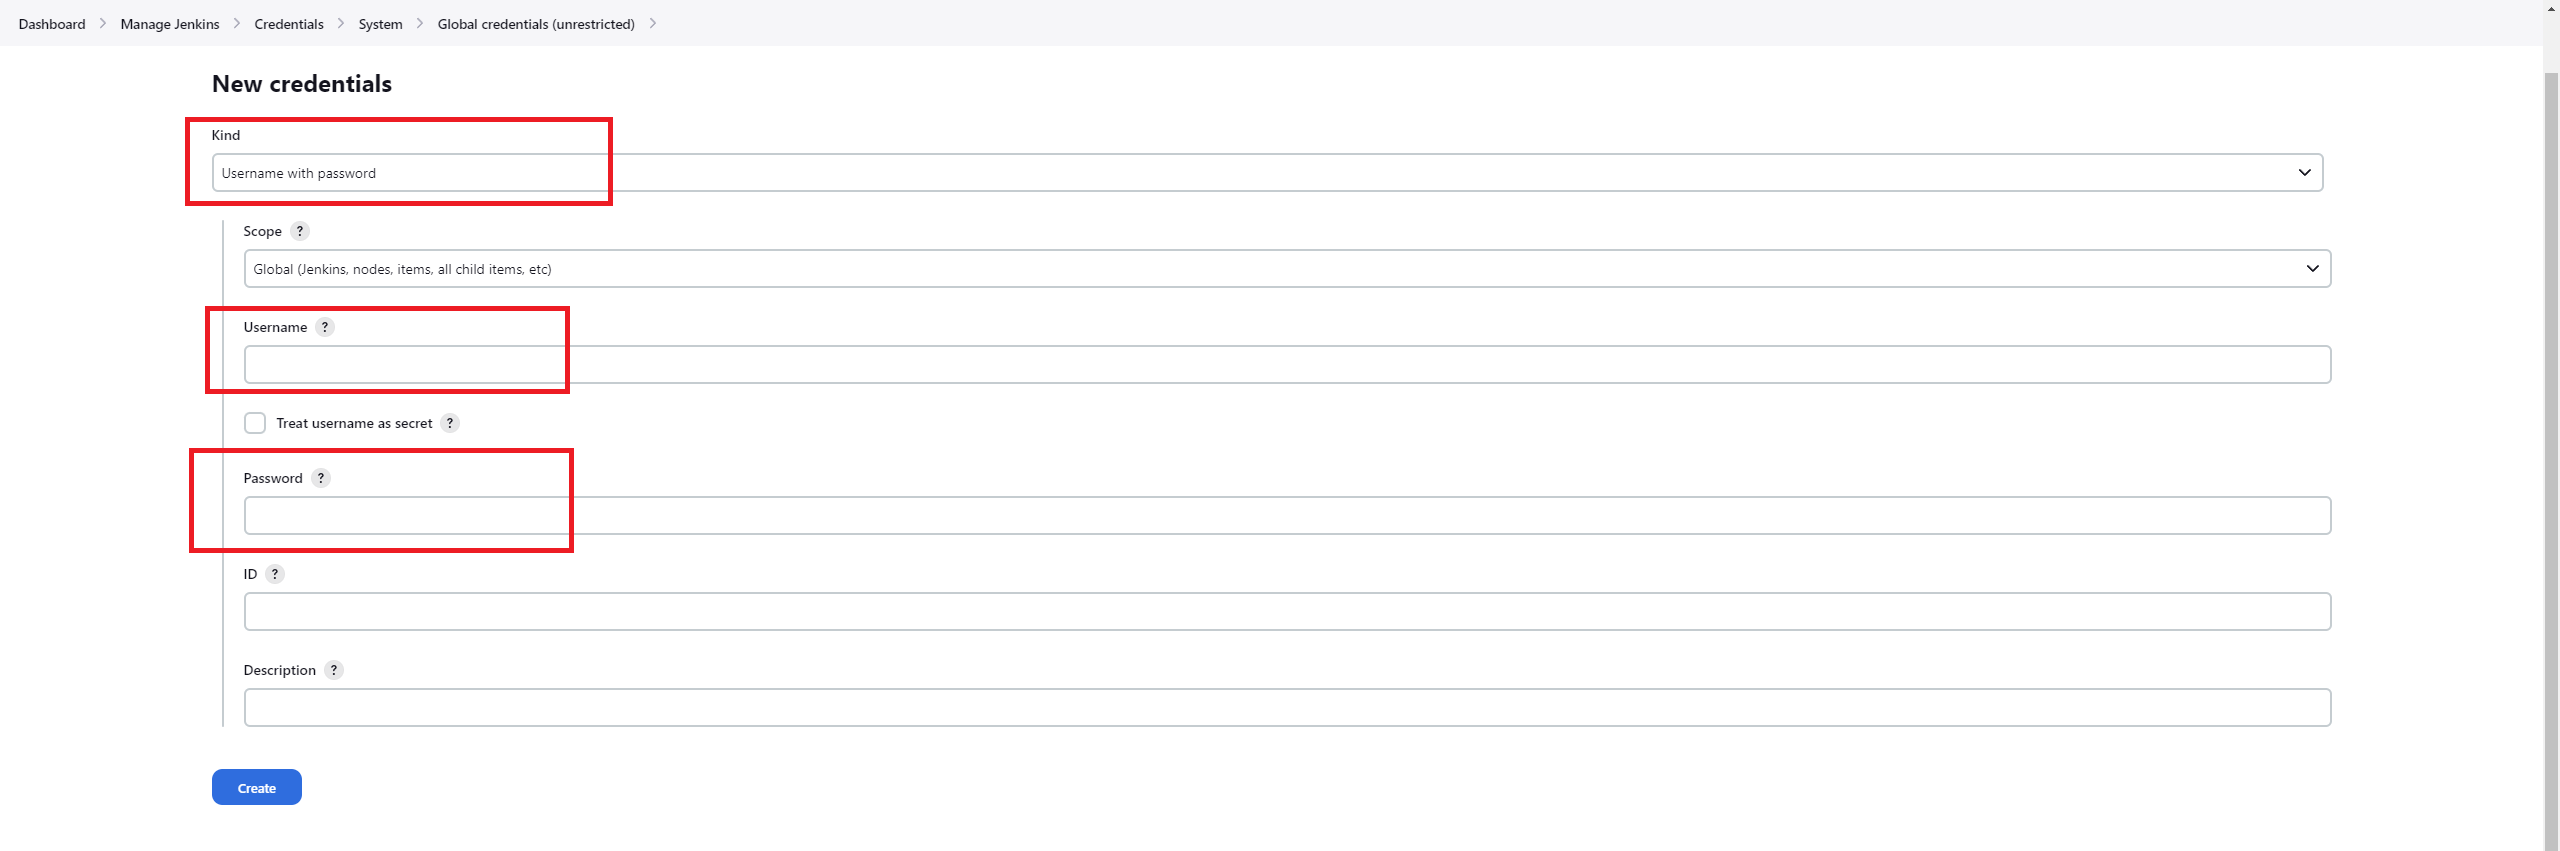 Dashboard > Manage Jenkins > Credentials > System > Global credentials (unrestricted) >
New credentials
Kind
Username with password
Scope ?
Global (Jenkins, nodes, items, all child items, etc)
Username ?
Treat username as secret ?
Password ?
ID ?
Description ?
Create